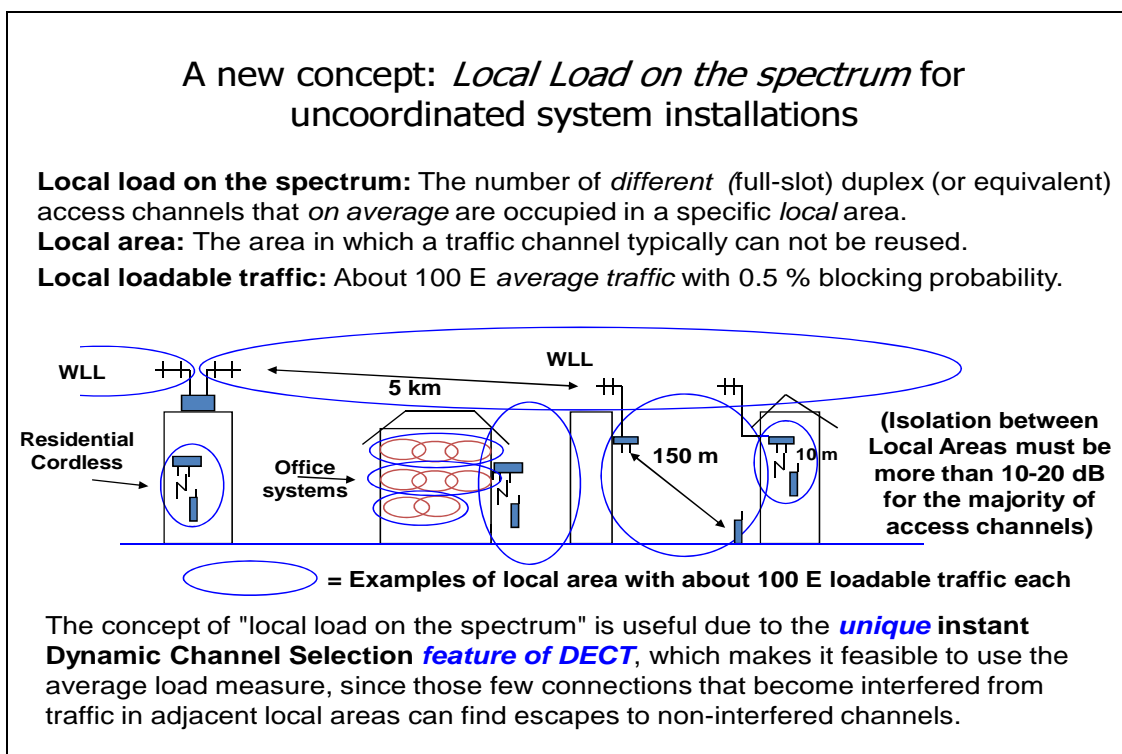 A new concept: Local Load on the spectrum for
uncoordinated system installations
Local load on the spectrum: The number of different (full-slot) duplex (or equivalent)
access channels that on average are occupied in a specific local area.
Local area: The area in which a traffic channel typically can not be reused.
Local loadable traffic: About 100 E average traffic with 0.5 % blocking probability.
WLL
WLL
5 km
Residential
Cordless
Office
systems
150 m
10 m
(Isolation between
Local Areas must be
more than 10-20 dB
for the majority of
access channels)
= Examples of local area with about 100 E loadable traffic each
The concept of "local load on the spectrum" is useful due to the unique instant
Dynamic Channel Selection feature of DECT, which makes it feasible to use the
average load measure, since those few connections that become interfered from
traffic in adjacent local areas can find escapes to non-interfered channels.